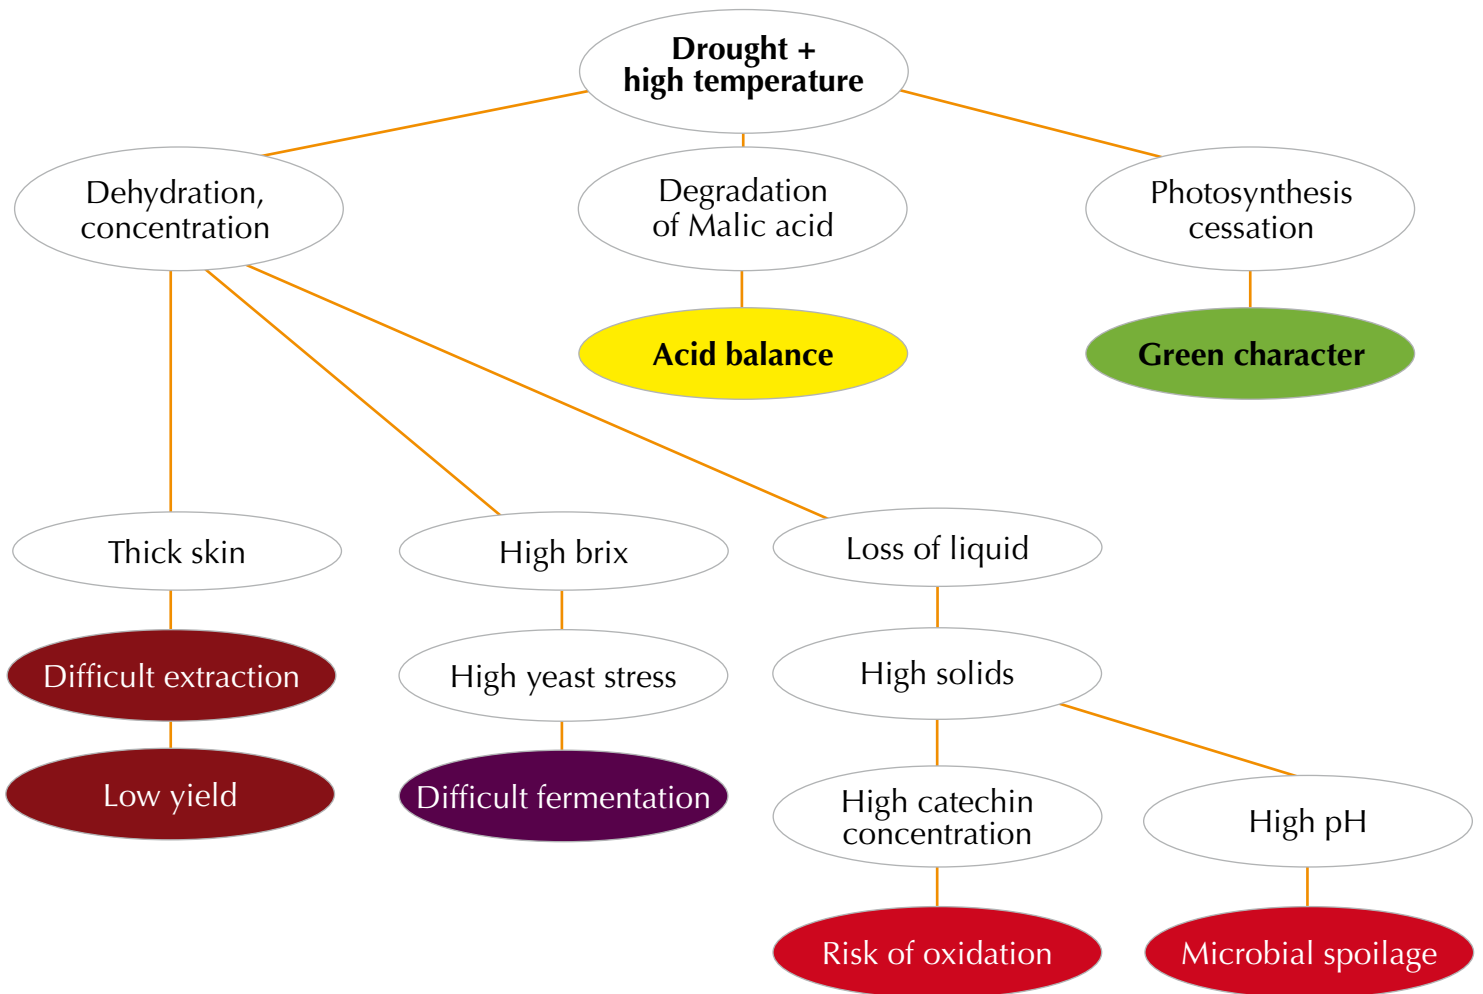 Drought +
high temperature
Dehydration,
concentration
Degradation
of Malic acid
Photosynthesis
cessation
Acid balance
Green character
Thick skin
High brix
Loss of liquid
Difficult extraction
High yeast stress
High solids
Low yield
Difficult fermentation
High catechin
concentration
High pH
Risk of oxidation
Microbial spoilage